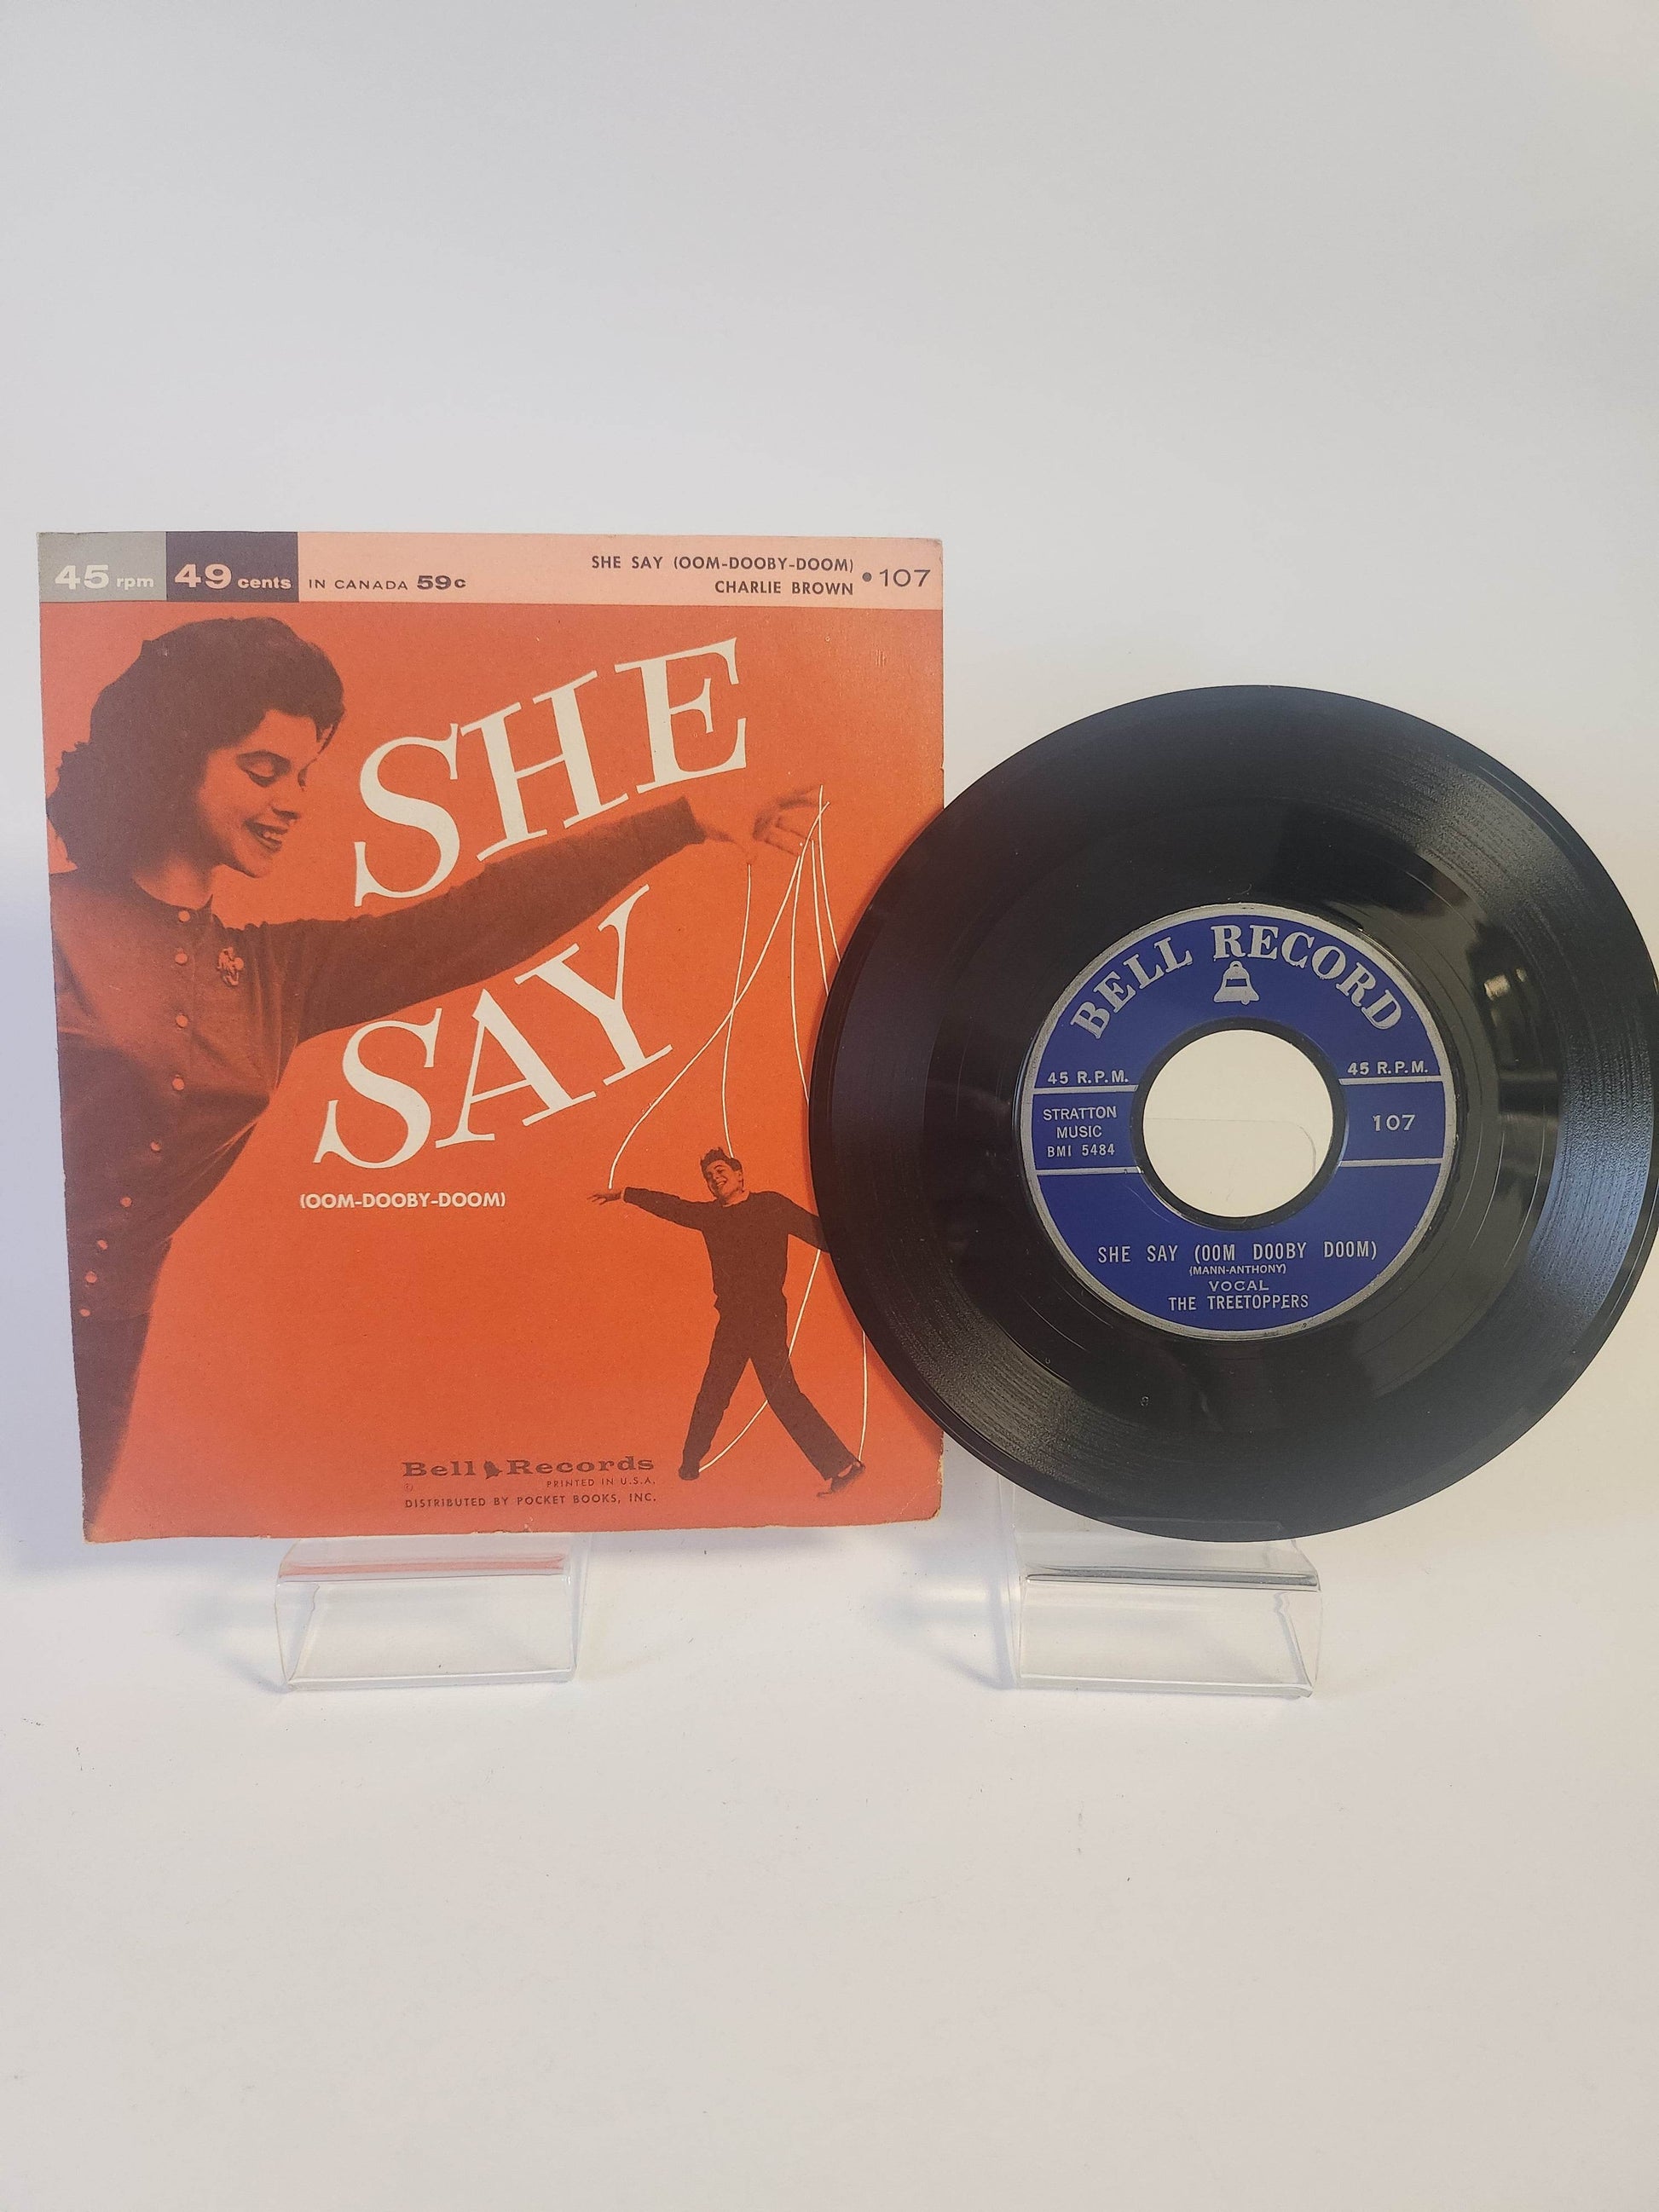 45 rpm 49 cents IN CANADA 59c
SHE SAY (OOM-DOOBY-DOOM)
CHARLIE BROWN • 107
SHE
SAY
(OOM-DOOBY-DOOM)
Bell Records
PRINTED IN U.S.A.
DISTRIBUTED BY POCKET BOOKS, INC.
BELL RECORD
45 R.P.M. 45 R.P.M.
STRATTON
MUSIC
BMI 5484
107
SHE SAY (OOM DOOBY DOOM)
(MANN-ANTHONY)
VOCAL
THE TREETOPPERS